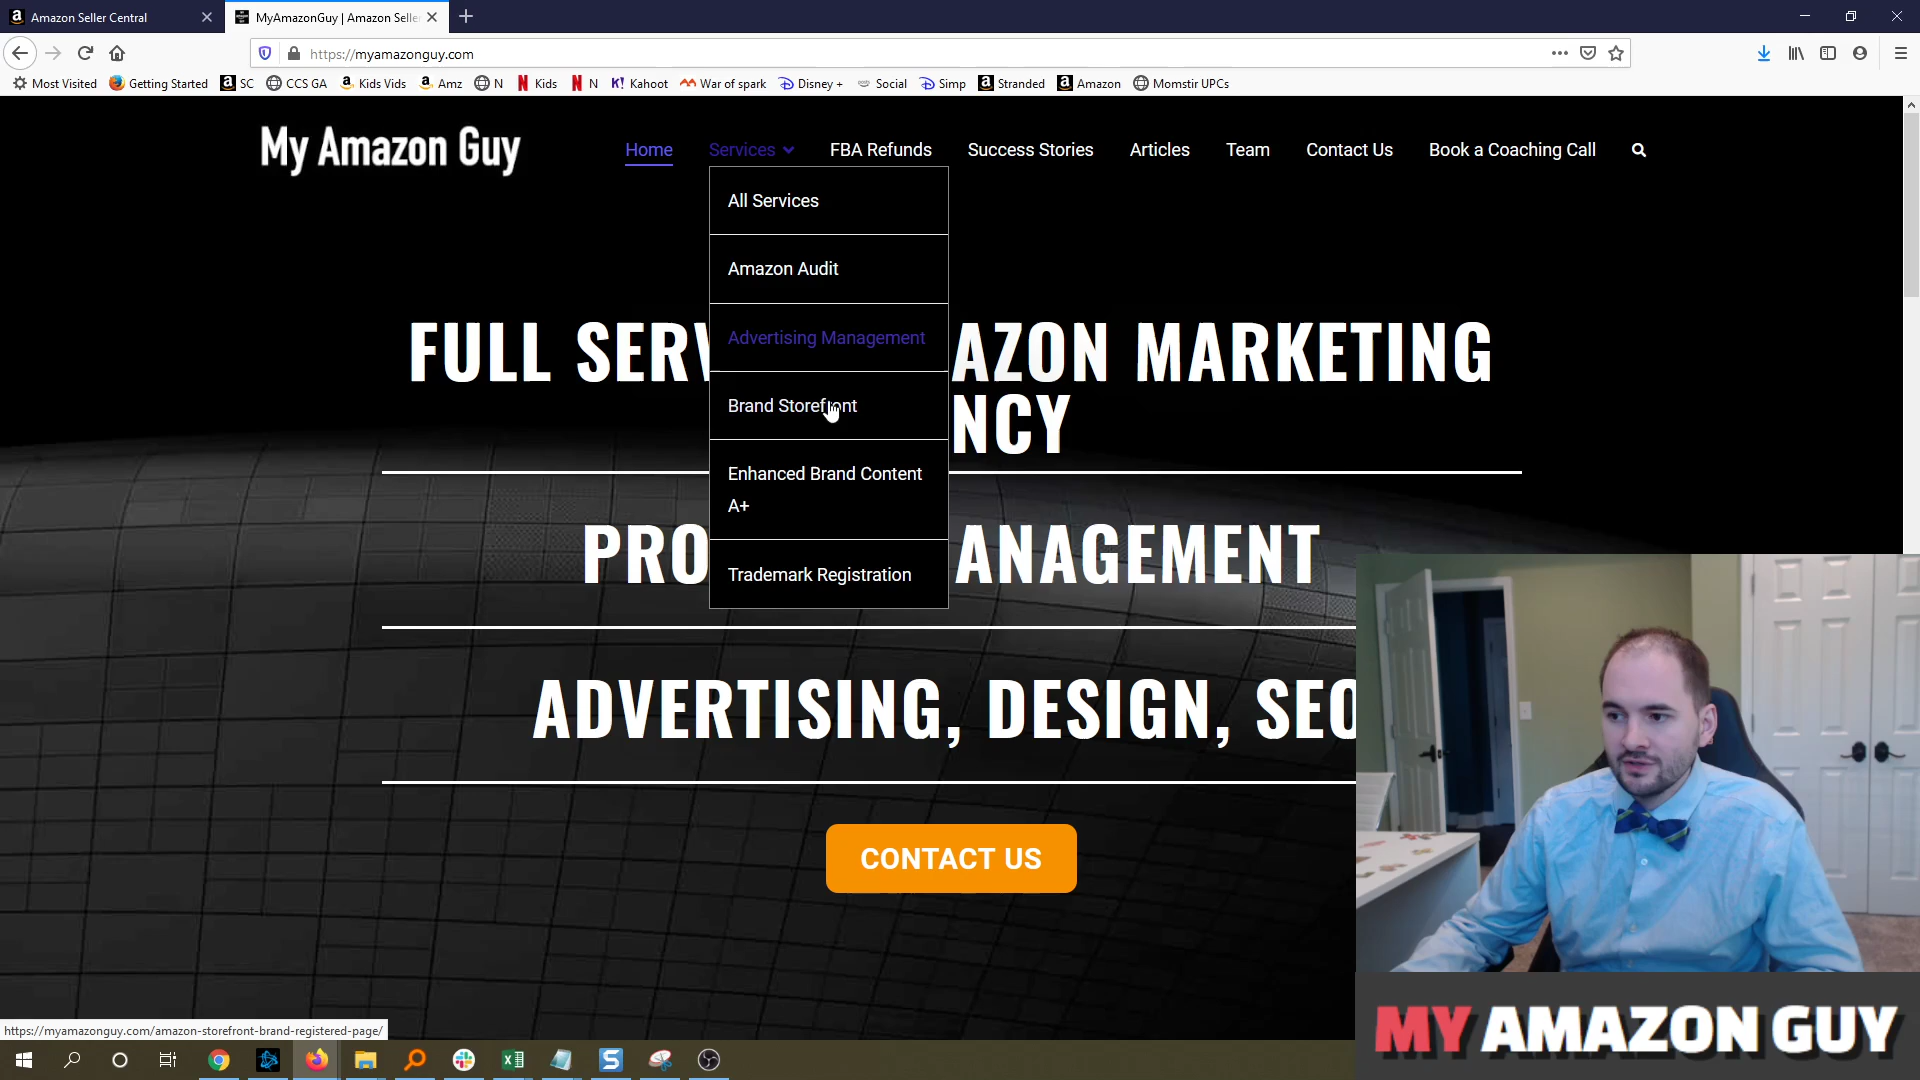 Amazon Seller Central
MyAmazonGuy | Amazon Selle
https://myamazonguy.com
Most Visited Getting Started SC CCS GA Kids Vids Amz N Kids N Kahoot War of spark Disney + Social Simp Stranded Amazon Momstir UPCs
My Amazon Guy
Home Services FBA Refunds Success Stories Articles Team Contact Us Book a Coaching Call
All Services
Amazon Audit
Advertising Management
Brand Storefront
Enhanced Brand Content
A+
Trademark Registration
FULL SERV AZON MARKETING
NCY
PRO ANAGEMENT
ADVERTISING, DESIGN, SEO
CONTACT US
https://myamazonguy.com/amazon-storefront-brand-registered-page/
MY AMAZON GUY